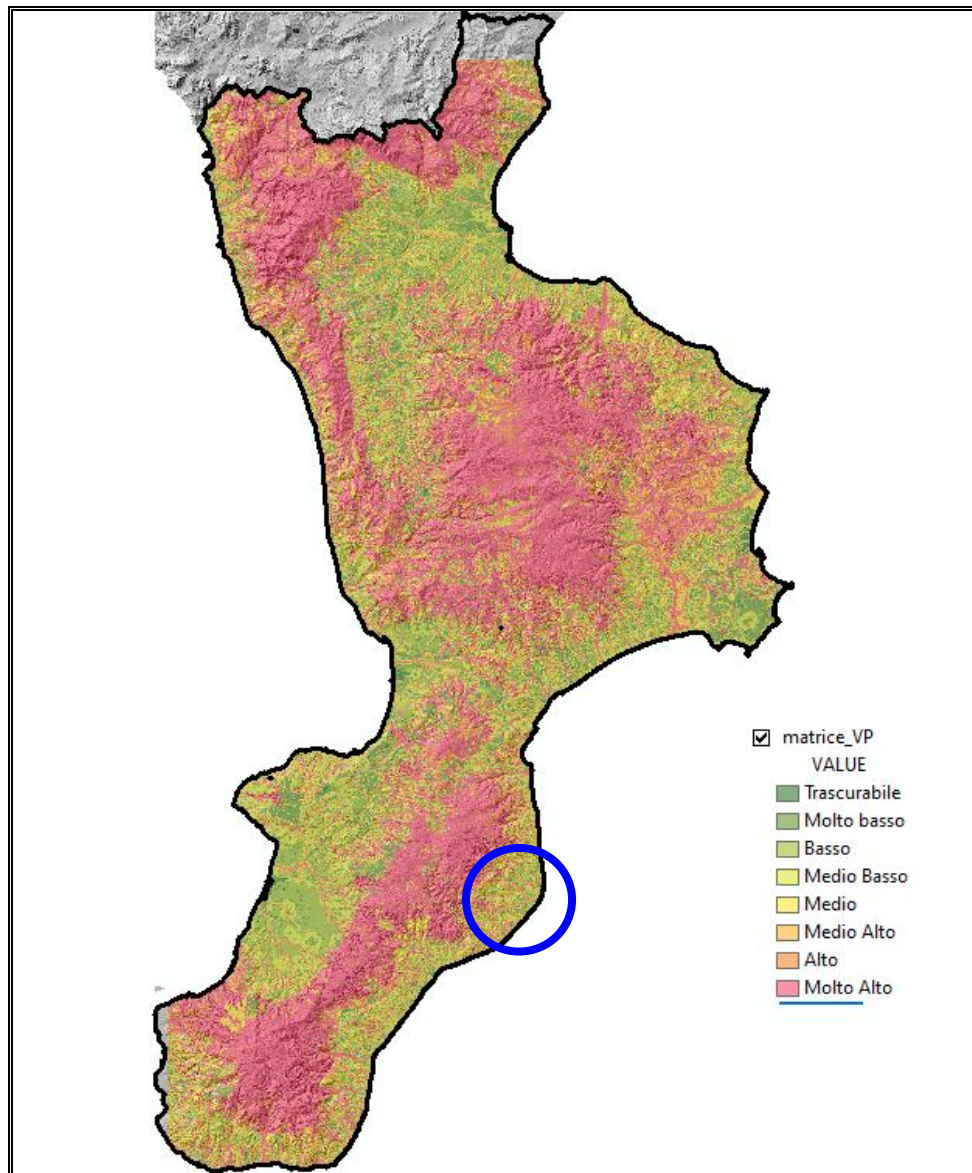 matrice_VP
VALUE
Trascurabile
Molto basso
Basso
Medio Basso
Medio
Medio Alto
Alto
Molto Alto